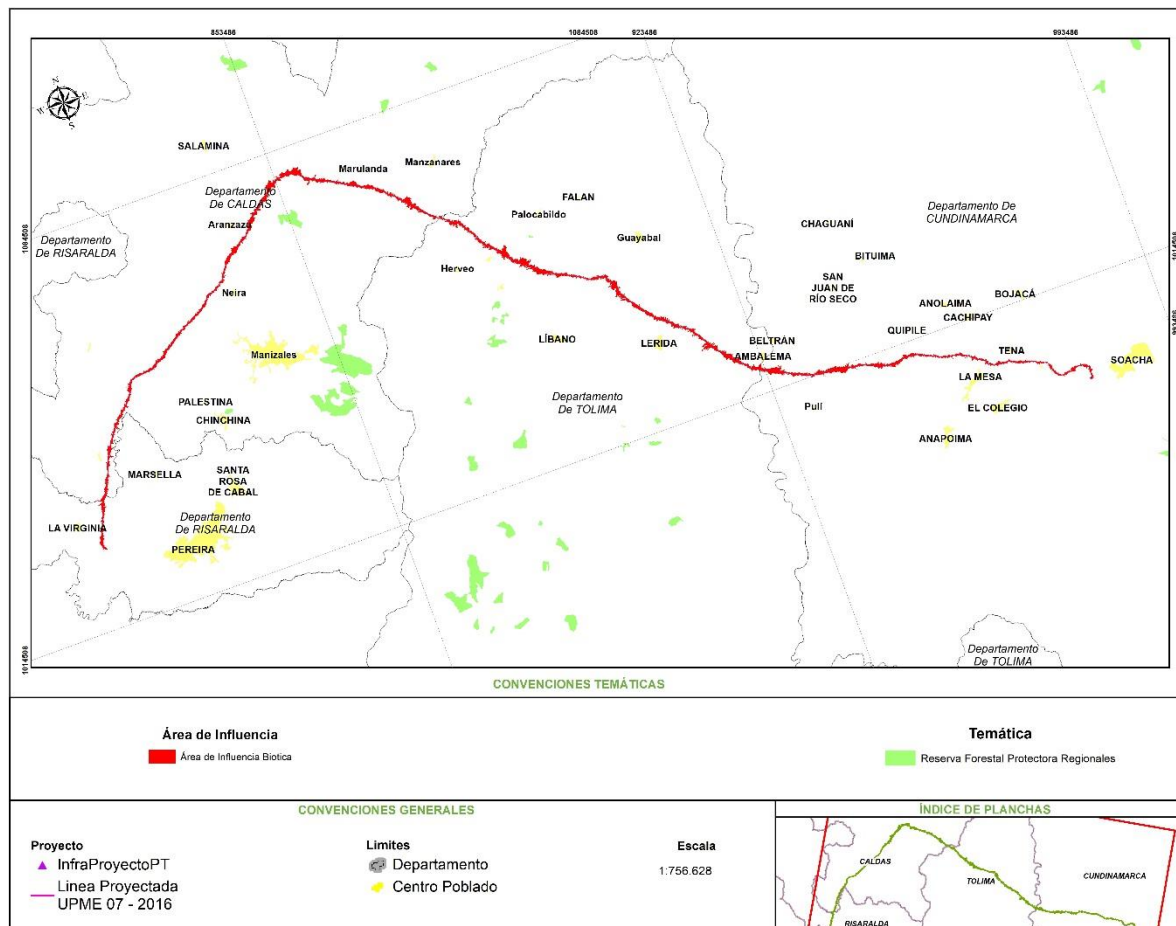 853486
1084508
923486
993486
N
E
S
SALAMINA
Marulanda
Manzanares
Departamento
De CALDAS
FALAN
Departamento De
CUNDINAMARCA
Palocabildo
Aranzazu
CHAGUANÍ
1084508
Departamento
De RISARALDA
Guayabal
BITUIMA
1014508
Herveo
SAN
JUAN DE
RÍO SECO
Neira
ANOLAIMA
BOJACÁ
CACHIPAY
993486
QUIPILE
LÍBANO
LERIDA
BELTRÁN
Manizales
AMBALEMA
TENA
SOACHA
LA MESA
PALESTINA
Departamento
De TOLIMA
Pulí
EL COLEGIO
CHINCHINA
ANAPOIMA
MARSELLA
SANTA
ROSA
DE CABAL
LA VIRGINIA
Departamento
De RISARALDA
PEREIRA
1014508
Departamento
De TOLIMA
CONVENCIONES TEMÁTICAS
Área de Influencia
Área de Influencia Biotica
Temática
Reserva Forestal Protectora Regionales
CONVENCIONES GENERALES
Proyecto
InfraProyectoPT
Linea Proyectada
UPME 07 - 2016
Limites
Departamento
Centro Poblado
Escala
1:756.628
ÍNDICE DE PLANCHAS
CALDAS
TOLIMA
CUNDINAMARCA
RISARALDA